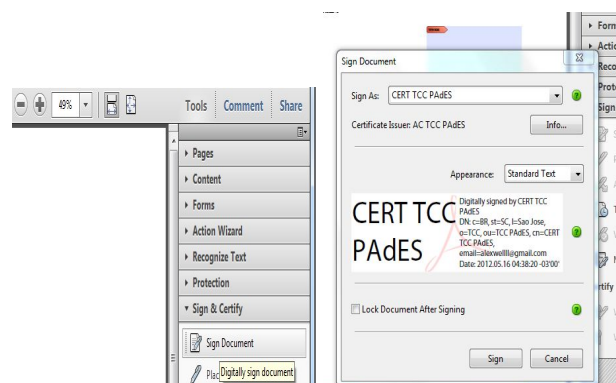 49%
Tools Comment Share
Pages
Content
Forms
Action Wizard
Recognize Text
Protection
Sign & Certify
Sign Document
Plac
Digitally sign document
Sign Document
Sign As: CERT TCC PAdES
Certificate Issuer: AC TCC PAdES
Info...
Appearance: Standard Text
CERT TCC
PAdES
Digitally signed by CERT TCC
PAdES
DN: c=BR, st=SC, l=Sao Jose,
o=TCC, ou=TCC PAdES, cn=CERT
TCC PAdES,
email=alexwellll@gmail.com
Date: 2012.05.16 04:38:20 -03'00'
Lock Document After Signing
Sign Cancel
Form
Actio
Reco
Prote
Sign